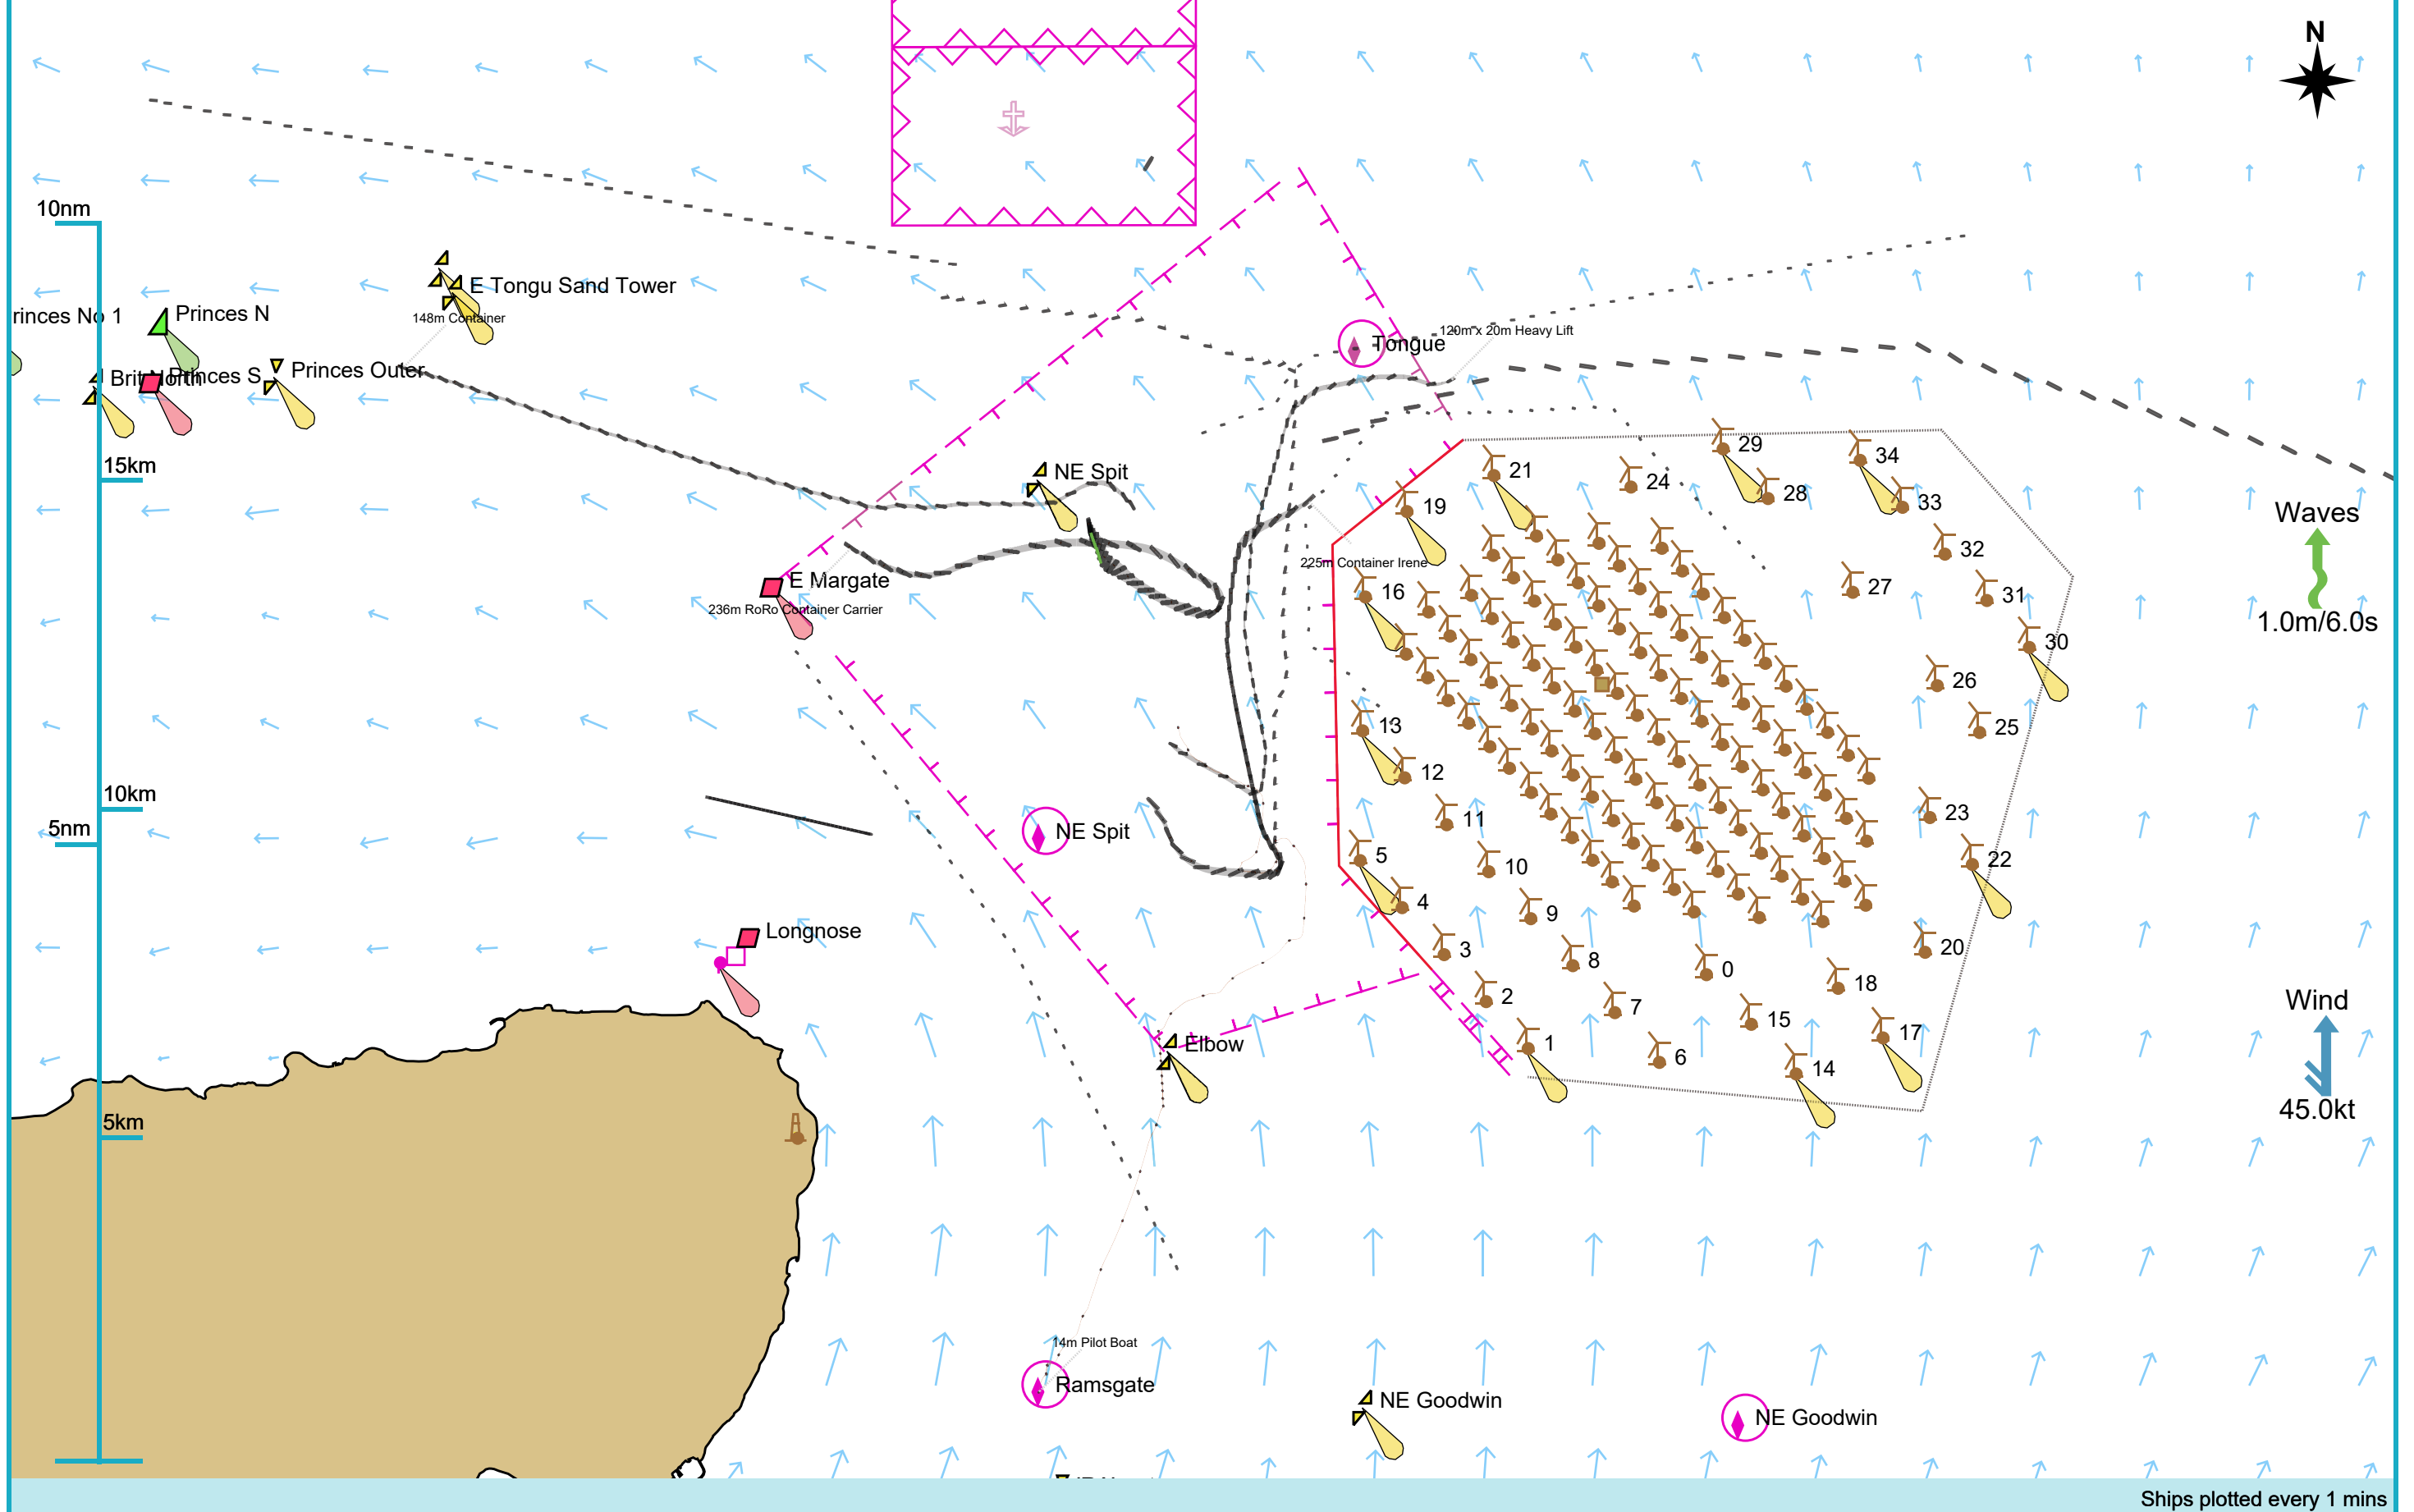 N
10nm
E Tongu Sand Tower
rinces No 1
Princes N
148m Container
120m x 20m Heavy Lift
Tongue
Princes Outer
Brit North
Princes S
15km
NE Spit
21
24
29
28
34
33
19
Waves
1.0m/6.0s
32
225m Container Irene
E Margate
236m RoRo Container Carrier
16
27
31
30
26
13
25
12
10km
5nm
NE Spit
11
23
5
10
22
4
9
Longnose
3
8
0
20
18
2
7
15
17
Wind
45.0kt
Elbow
1
6
14
5km
14m Pilot Boat
Ramsgate
NE Goodwin
NE Goodwin
Ships plotted every 1 mins